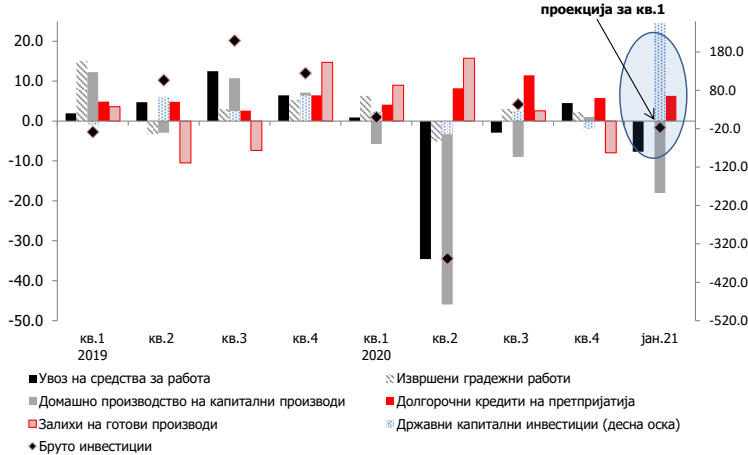 проекција за кв.1
20.0
10.0
0.0
-10.0
-20.0
-30.0
-40.0
-50.0
180.0
80.0
-20.0
-120.0
-220.0
-320.0
-420.0
-520.0
кв.1 кв.2 кв.3 кв.4 кв.1 кв.2 кв.3 кв.4 јан.21
2019 2020
Увоз на средства за работа
Извршени градежни работи
Домашно производство на капитални производи
Долгорочни кредити на претпријатија
Залихи на готови производи
Државни капитални инвестиции (десна оска)
Бруто инвестиции